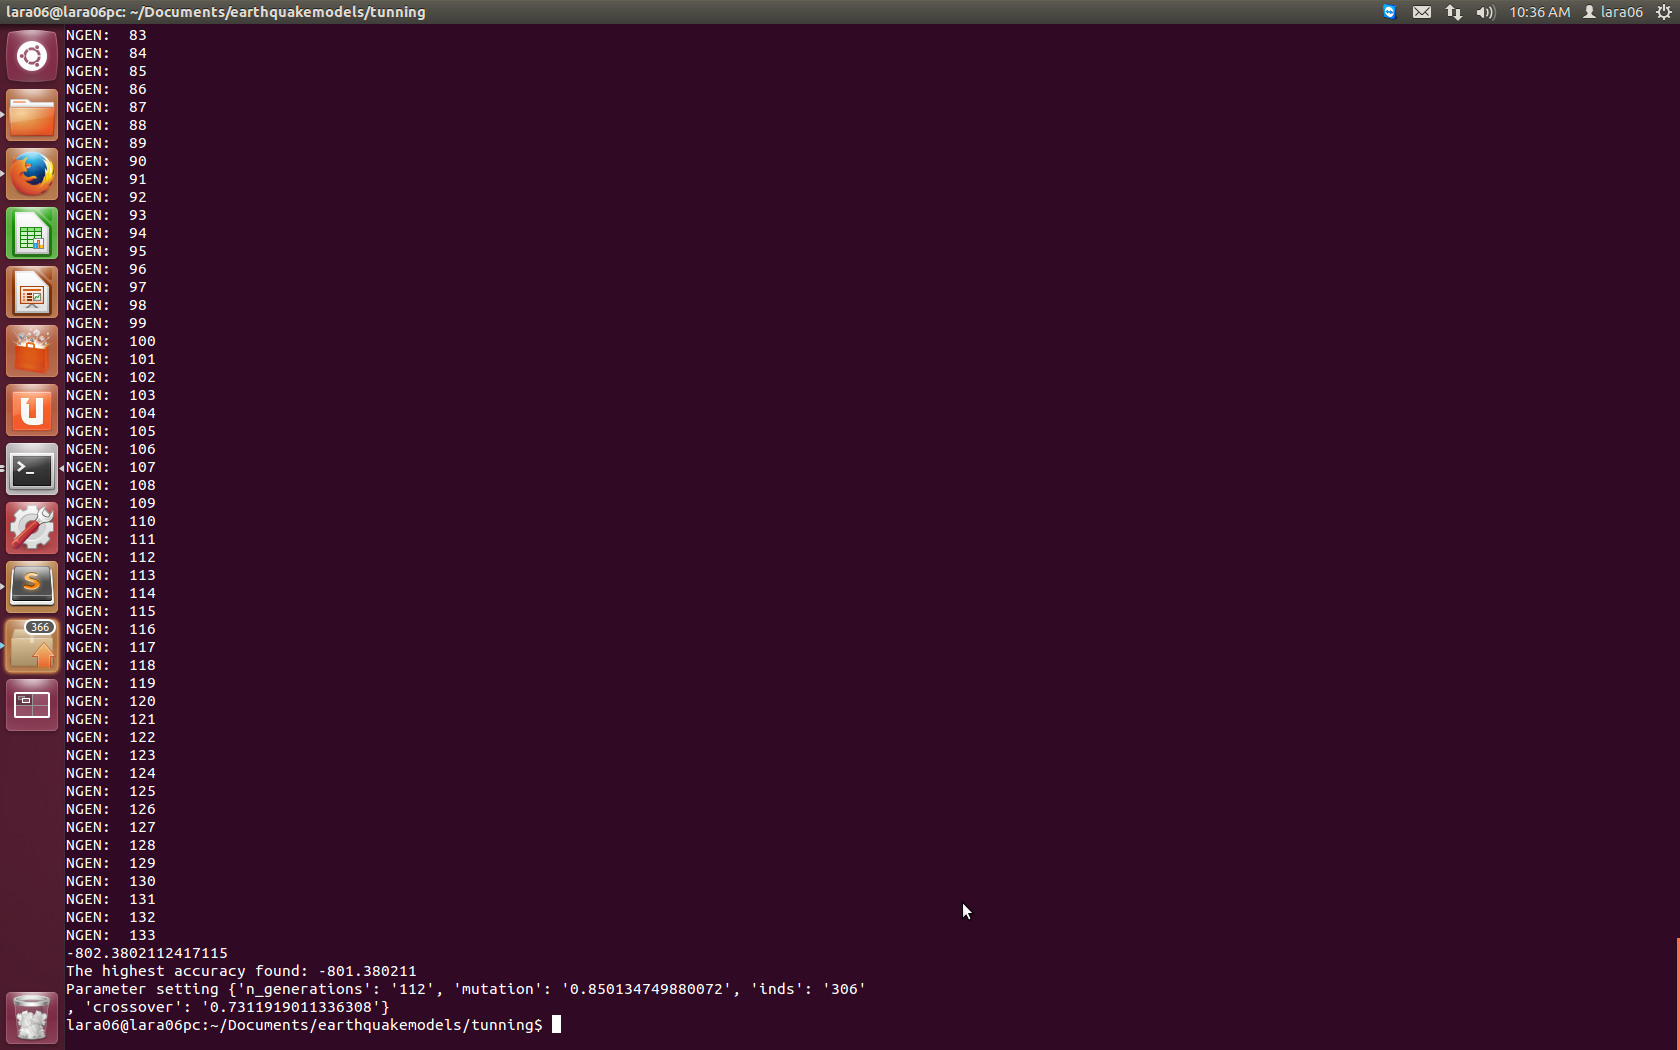 lara06@lara06pc: ~/Documents/earthquakemodels/tunning
10:36 AM
lara06
NGEN:  83
NGEN:  84
NGEN:  85
NGEN:  86
NGEN:  87
NGEN:  88
NGEN:  89
NGEN:  90
NGEN:  91
NGEN:  92
NGEN:  93
NGEN:  94
NGEN:  95
NGEN:  96
NGEN:  97
NGEN:  98
NGEN:  99
NGEN:  100
NGEN:  101
NGEN:  102
NGEN:  103
NGEN:  104
NGEN:  105
NGEN:  106
NGEN:  107
NGEN:  108
NGEN:  109
NGEN:  110
NGEN:  111
NGEN:  112
NGEN:  113
NGEN:  114
NGEN:  115
NGEN:  116
NGEN:  117
NGEN:  118
NGEN:  119
NGEN:  120
NGEN:  121
NGEN:  122
NGEN:  123
NGEN:  124
NGEN:  125
NGEN:  126
NGEN:  127
NGEN:  128
NGEN:  129
NGEN:  130
NGEN:  131
NGEN:  132
NGEN:  133
-802.3802112417115
The highest accuracy found: -801.380211
Parameter setting {'n_generations': '112', 'mutation': '0.850134749880072', 'inds': '306'
, 'crossover': '0.7311919011336308'}
lara06@lara06pc:~/Documents/earthquakemodels/tunning$
366